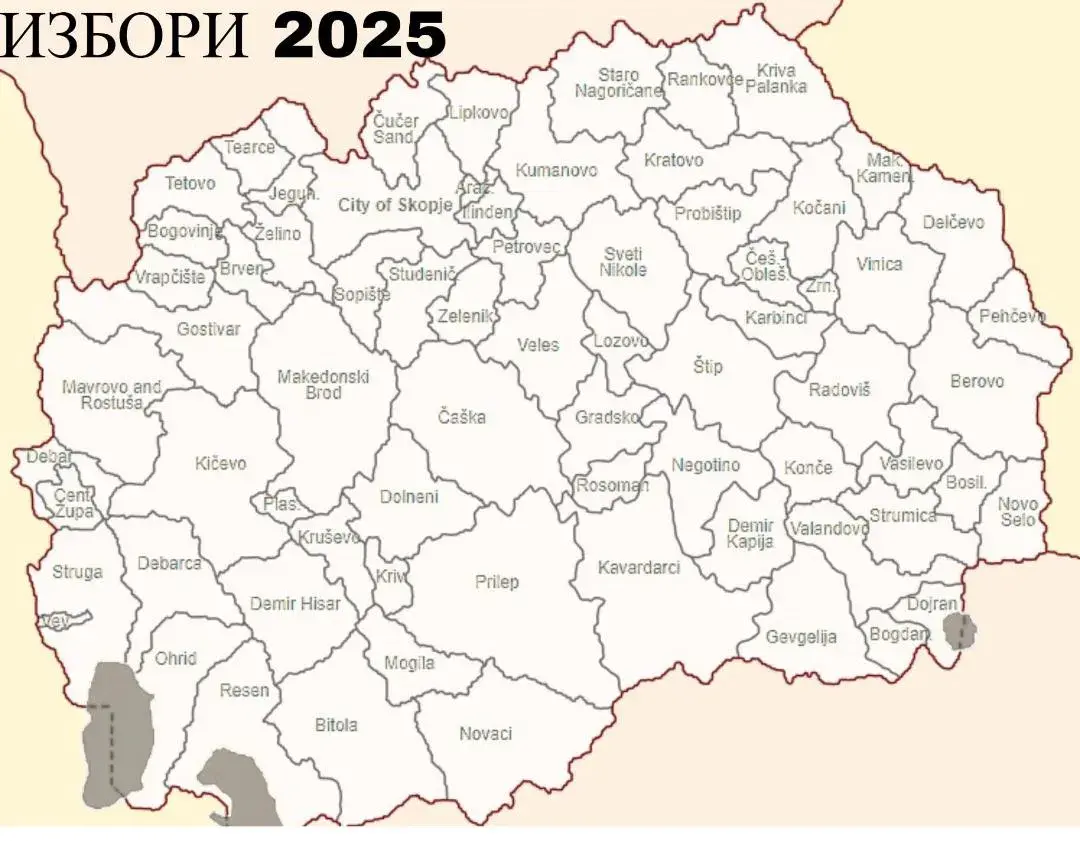 ИЗБОРИ 2025
Staro
Nagoričane
Rankovce
Kriva
Palanka
Čučer
Sand.
Lipkovo
Tearce
Kumanovo
Kratovo
Mak.
Kamen.
Tetovo
Jegun.
City of Skopje
Arač.
Ilinden
Probištip
Kočani
Delčevo
Bogovinje
Želino
Petrovec
Sveti
Nikole
Češ.-
Obleš.
Vinica
Vrapčište
Brven.
Sopište
Studenič.
Zrn.
Zelenik.
Karbinci
Pehčevo
Gostivar
Veles
Lozovo
Štip
Mavrovo and
Rostuša
Makedonski
Brod
Radoviš
Berovo
Čaška
Gradsko
Debar
Kičevo
Negotino
Konče
Vasilevo
Cent.
Župa
Plas.
Dolneni
Rosoman
Bosil.
Novo
Selo
Kruševo
Demir
Kapija
Valandovo
Strumica
Struga
Debarca
Kriv.
Prilep
Kavardarci
Vev.
Demir Hisar
Dojran
Gevgelija
Bogdan.
Ohrid
Mogila
Resen
Bitola
Novaci